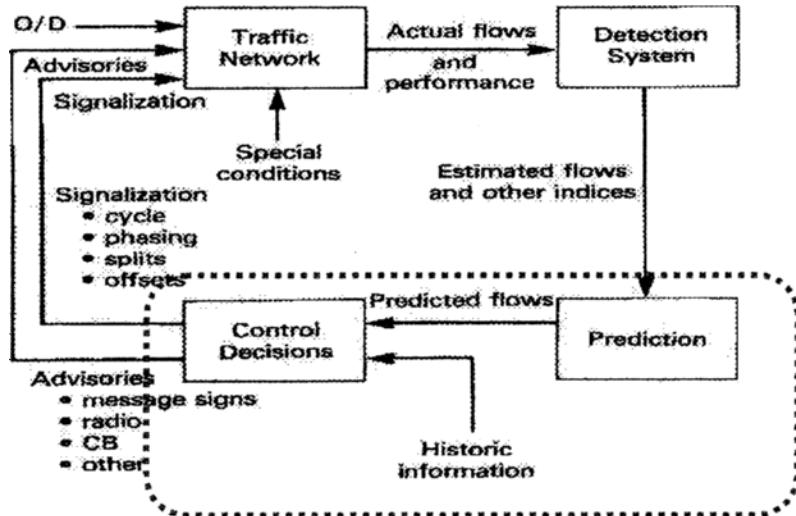 O/D
Traffic
Network
Actual flows
and
performance
Detection
System
Advisories
Signalization
Special
conditions
Estimated flows
and other indices
Signalization
• cycle
• phasing
• splits
• offsets
Control
Decisions
Predicted flows
Prediction
Advisories
• message signs
• radio
• CB
• other
Historic
information